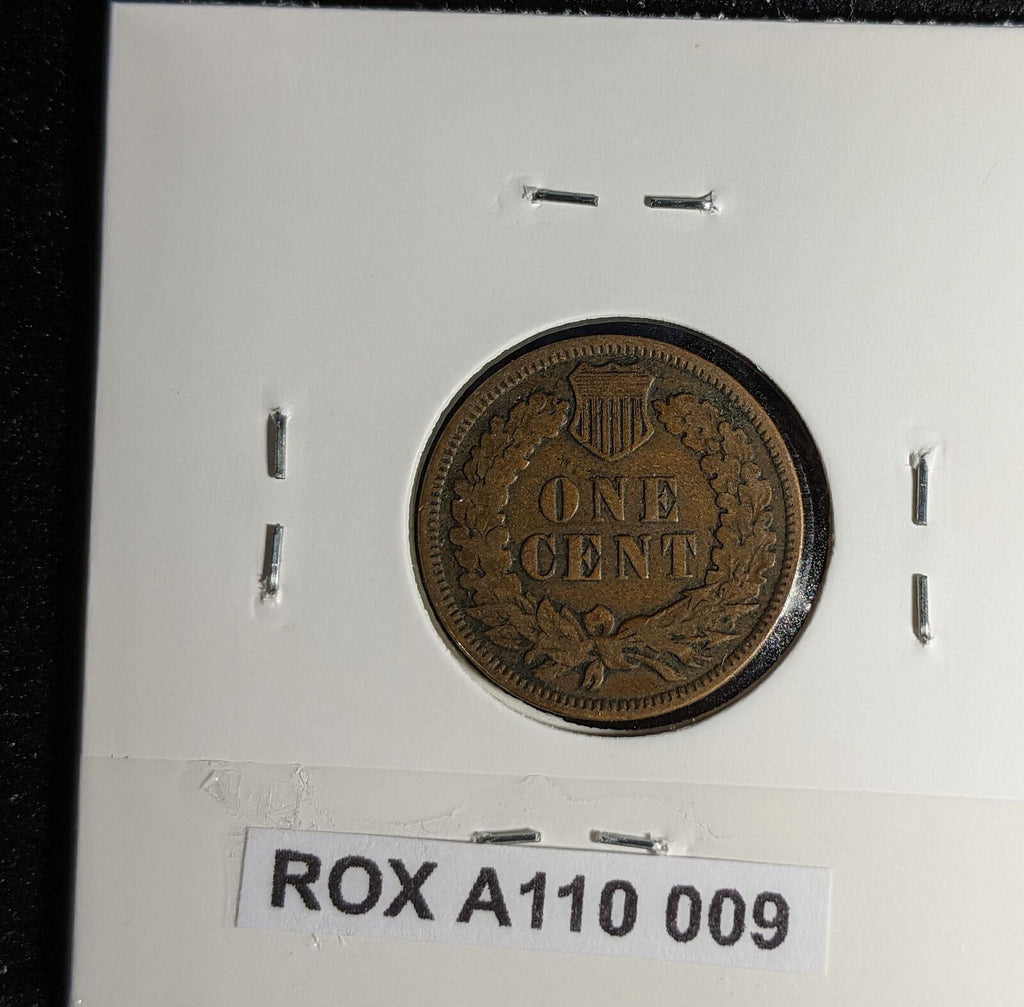 ONE
CENT
ROX A110 009